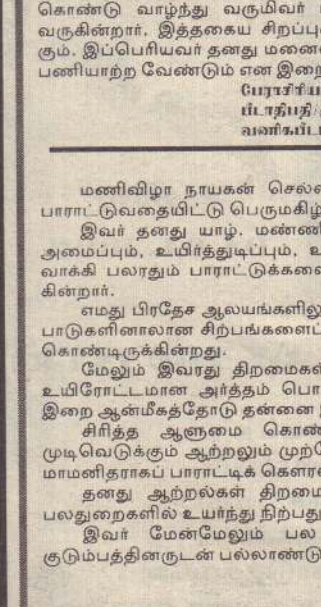 கொண்டு வாழ்ந்து வருமிவர்
வருகின்றார். இத்தகைய சிறப்பு
கும். இப்பெரியவர் தனது மனை
பணியாற்ற வேண்டும் என இறை
பேராசிரிய
பீடாதிபதி
வணிகபீட
மணிவிழா நாயகன் செல்
பாராட்டுவதையிட்டு பெருமகிழ்
இவர் தனது யாழ். மண்ணி
அமைப்பும், உயிர்த்துடிப்பும், உ
வாக்கி பலரதும் பாராட்டுக்கனை
கின்றார்.
எமது பிரதேச ஆலயங்களிலு
பாடுகளினாலான சிற்பங்களைட்
கொண்டிருக்கின்றது.
மேலும் இவரது திறமைகள்
உயிரோட்டமான அர்த்தம் பொ
இறை ஆன்மீகத்தோடு தன்னை
சிரித்த ஆளுமை கொண்
முடிவெடுக்கும் ஆற்றலும் முற்ே
மாமனிதராகப் பாராட்டிக் கௌர
தனது ஆற்றல்கள் திறமை
பலதுறைகளில் உயர்ந்து நிற்பது
இவர் மேன்மேலும் பல
குடும்பத்தினருடன் பல்லாண்டு